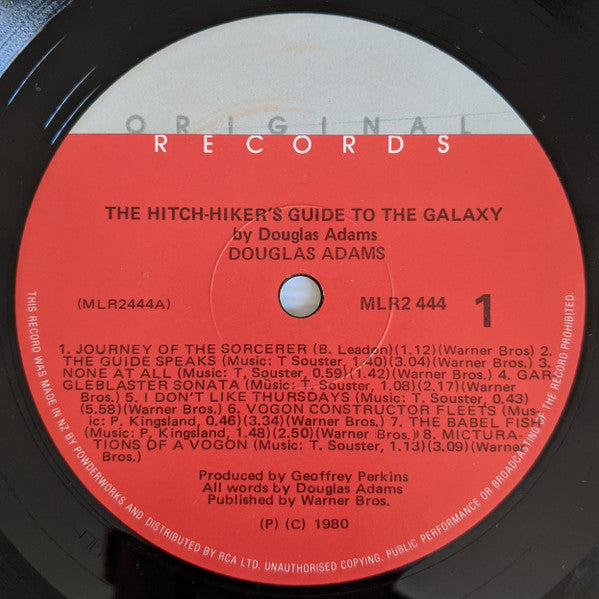 ORIGINAL
RECORDS
THE HITCH-HIKER'S GUIDE TO THE GALAXY
by Douglas Adams
DOUGLAS ADAMS
(MLR2444A)
MLR2 444 1
1. JOURNEY OF THE SORCERER (B. Leadon)(1.12)(Warner Bros) 2.
THE GUIDE SPEAKS (Music: T Souster, 1.40)(3.04)(Warner Bros) 3.
NONE AT ALL (Music: T, Souster, 0.59)(1.42)(Warner Bros.) 4. GAR
GLEBLASTER SONATA (Music: T. Souster, 1.08)(2.17)(Warner
Bros.) 5. I DON'T LIKE THURSDAYS (Music: T. Souster, 0.43)
(5.58)(Warner Bros.) 6. VOGON CONSTRUCTOR FLEETS (Mus-
ic: P. Kingsland, 0.46)(3.34)(Warner Bros.) 7. THE BABEL FISH
(Music: P. Kingsland, 1.48)(2.50)(Warner Bros.) 8. MICTURA-
TIONS OF A VOGON (Music: T. Souster, 1.13)(3.09)(Warner
Bros.)
Produced by Geoffrey Perkins
All words by Douglas Adams
Published by Warner Bros.
(P) (C) 1980
THIS RECORD WAS MADE IN NZ BY POWDERWORKS AND DISTRIBUTED BY RCA LTD. UNAUTHORISED COPYING. PUBLIC PERFORMANCE OR BROADCASTING OF THE RECORD PROHIBITED.